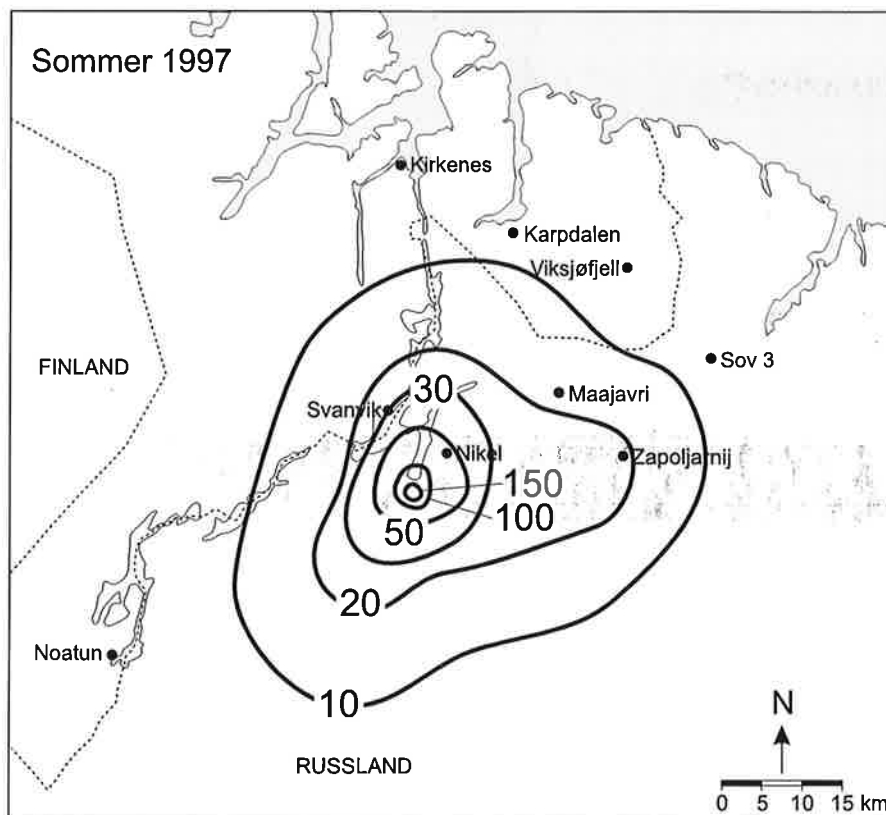 Sommer 1997
Kirkenes
Karpdalen
Viksjøfjell
FINLAND
Sov 3
30
Maajavri
Svanvik
Nikel
Zapoljarnij
150
100
50
20
Noatun
10
N
RUSSLAND
0 5 10 15 km